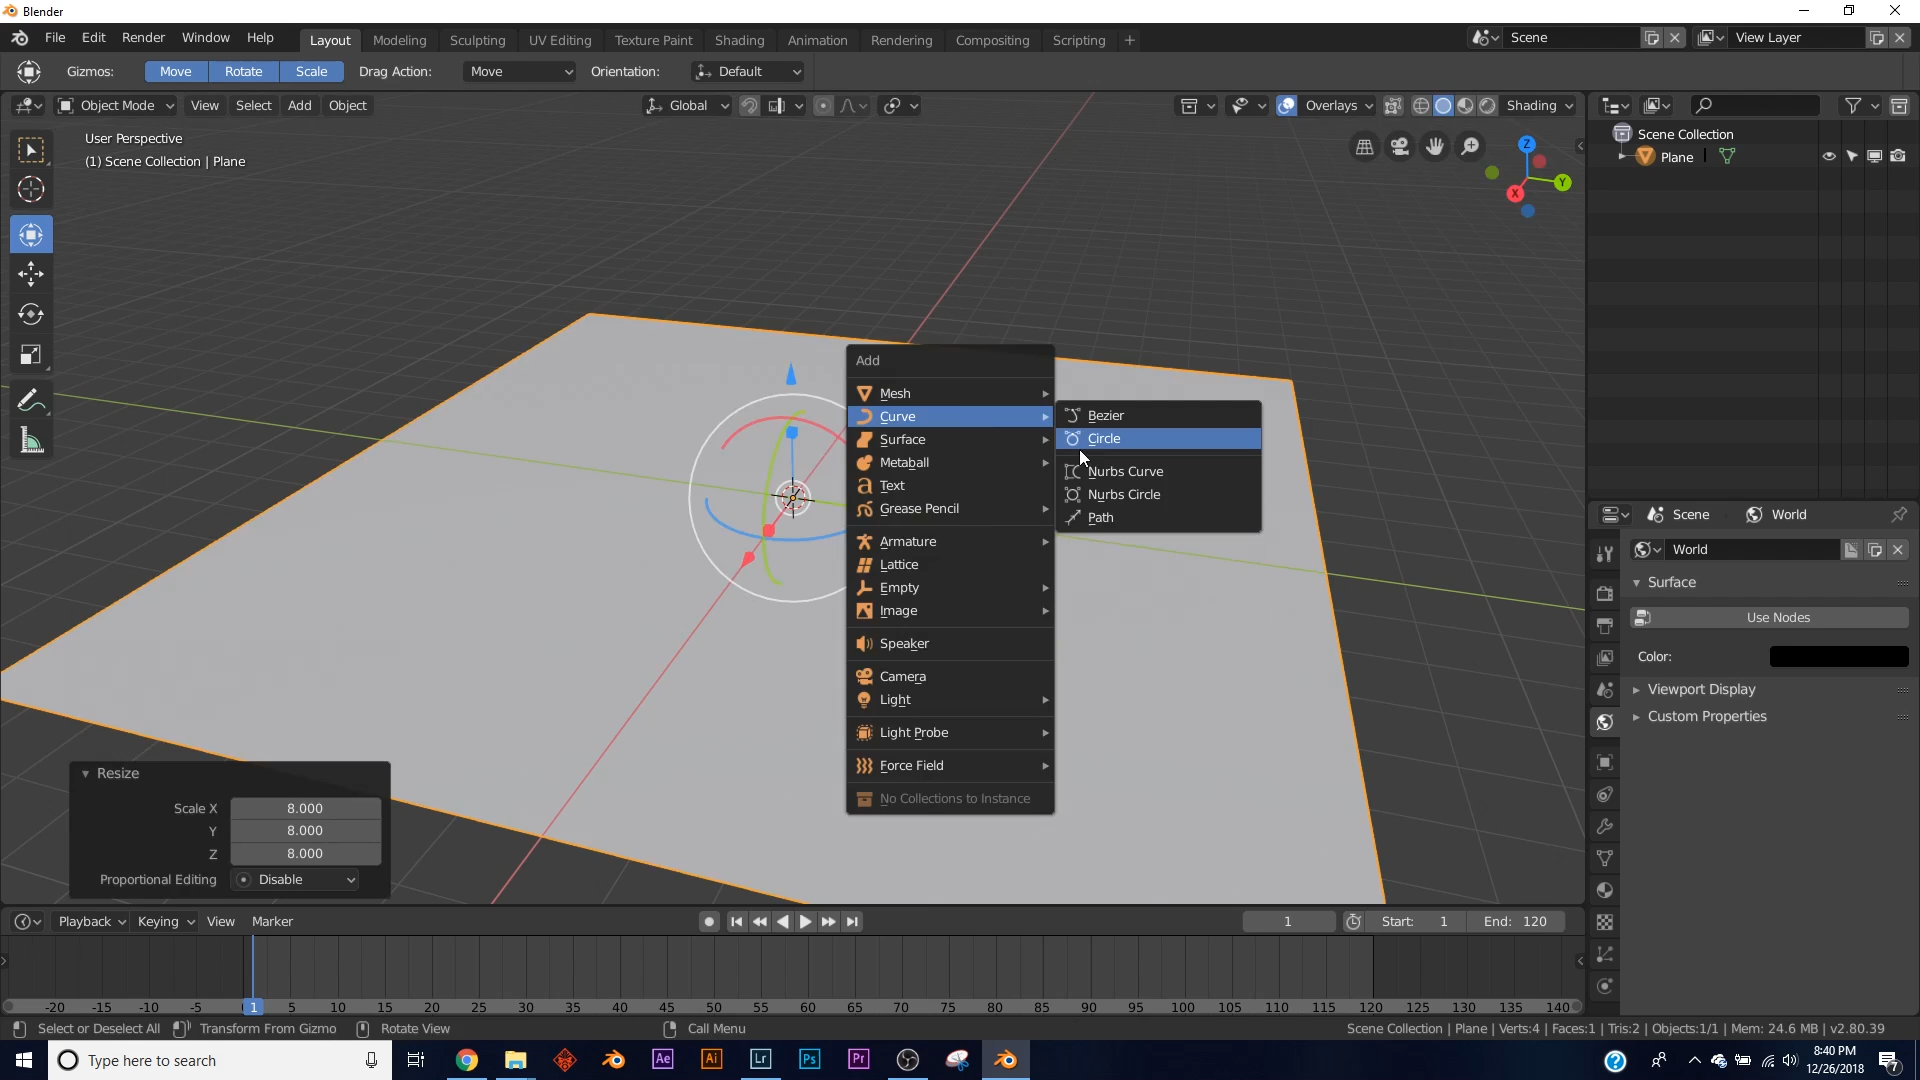 Blender
File Edit Render Window Help Layout Modeling Sculpting UV Editing Texture Paint Shading Animation Rendering Compositing Scripting + Scene View Layer
Gizmos: Move Rotate Scale Drag Action: Move Orientation: Default
Object Mode View Select Add Object Global Overlays Shading
User Perspective
(1) Scene Collection | Plane
Z
Y
X
Scene Collection
Plane
Add
Mesh
Curve
Surface
Metaball
Text
Grease Pencil
Armature
Lattice
Empty
Image
Speaker
Camera
Light
Light Probe
Force Field
No Collections to Instance
Bezier
Circle
Nurbs Curve
Nurbs Circle
Path
Scene World
World
Surface
Use Nodes
Color:
Viewport Display
Custom Properties
Resize
Scale X 8.000
Y 8.000
Z 8.000
Proportional Editing Disable
Playback Keying View Marker 1 Start: 1 End: 120
-20 -15 -10 -5 1 5 10 15 20 25 30 35 40 45 50 55 60 65 70 75 80 85 90 95 100 105 110 115 120 125 130 135 140
Select or Deselect All Transform From Gizmo Rotate View Call Menu Scene Collection | Plane | Verts:4 | Faces:1 | Tris:2 | Objects:1/1 | Mem: 24.6 MB | v2.80.39
Type here to search Ae Ai Lr Ps Pr
8:40 PM
12/26/2018
7